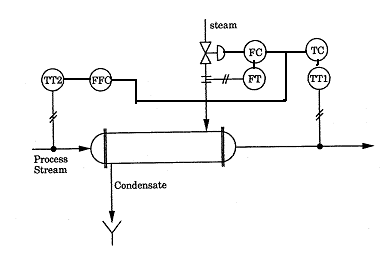 steam
FC
TC
TT2
FFC
FT
TT1
Process
Stream
Condensate